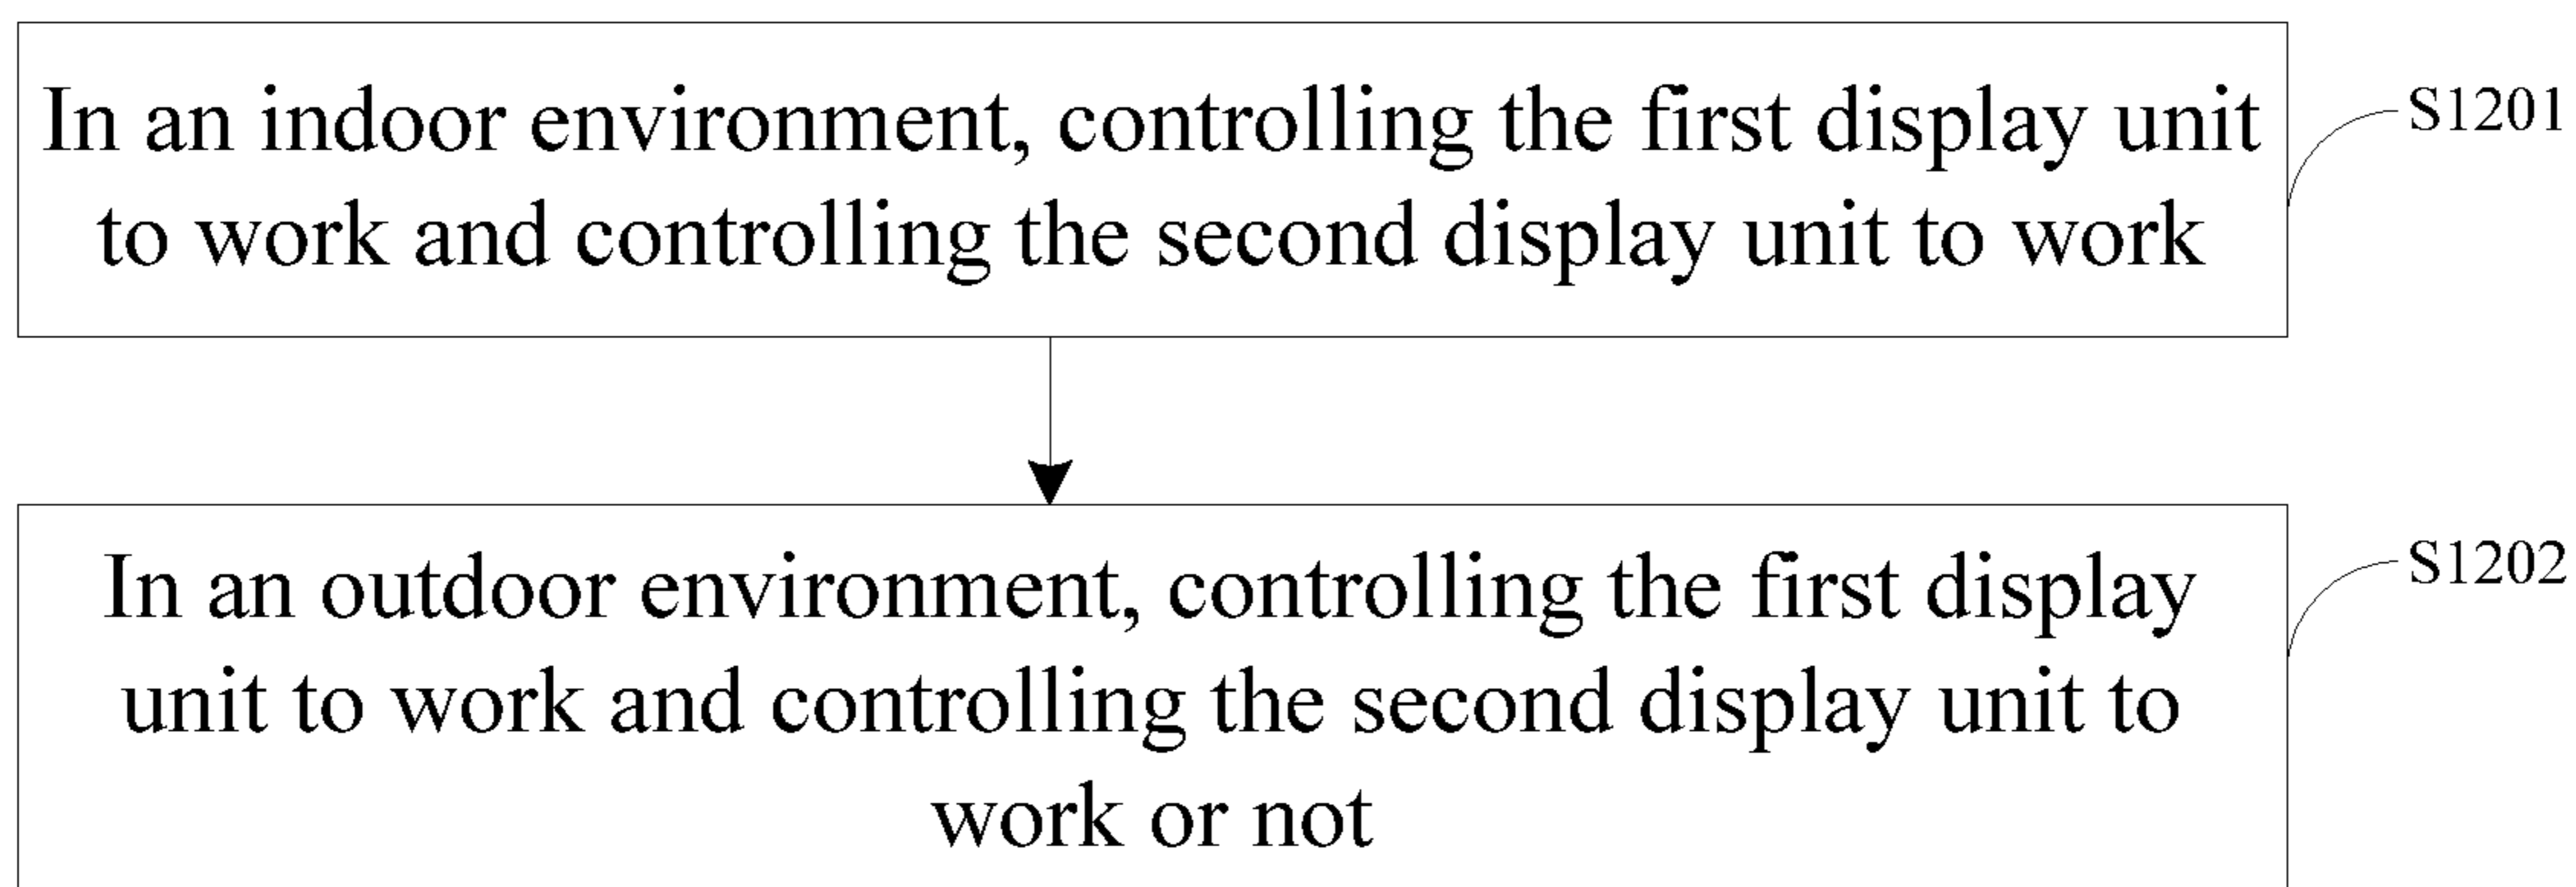 In an indoor environment, controlling the first display unit
to work and controlling the second display unit to work
S1201
In an outdoor environment, controlling the first display
unit to work and controlling the second display unit to
work or not
S1202